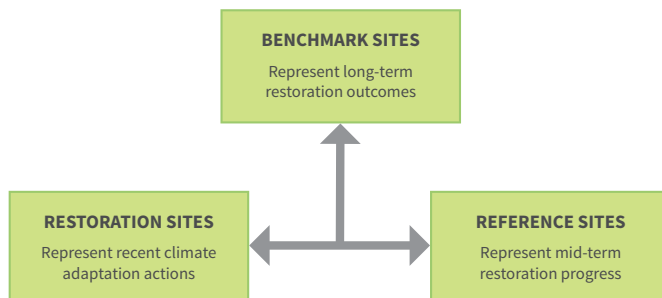 BENCHMARK SITES
Represent long-term
restoration outcomes
RESTORATION SITES
Represent recent climate
adaptation actions
REFERENCE SITES
Represent mid-term
restoration progress